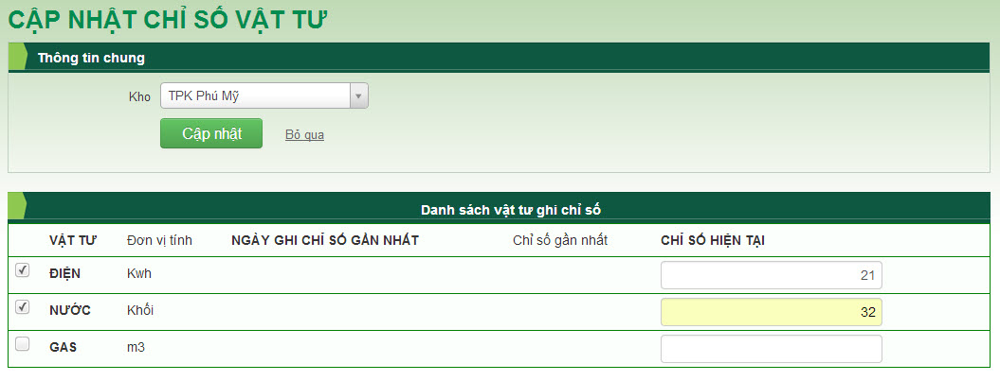 CẬP NHẬT CHỈ SỐ VẬT TƯ
Thông tin chung
Kho TPK Phú Mỹ
Cập nhật Bỏ qua
Danh sách vật tư ghi chỉ số
VẬT TƯ Đơn vị tính NGÀY GHI CHỈ SỐ GẦN NHẤT Chỉ số gần nhất CHỈ SỐ HIỆN TẠI
ĐIỆN Kwh 21
NƯỚC Khối 32
GAS m3